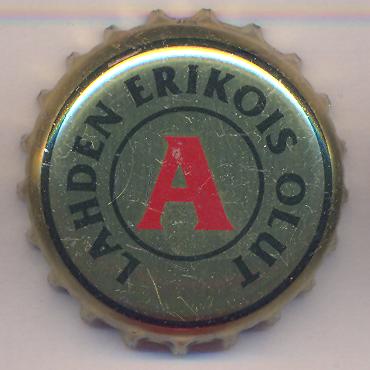 LAHDEN ERIKOIS OLUT
A